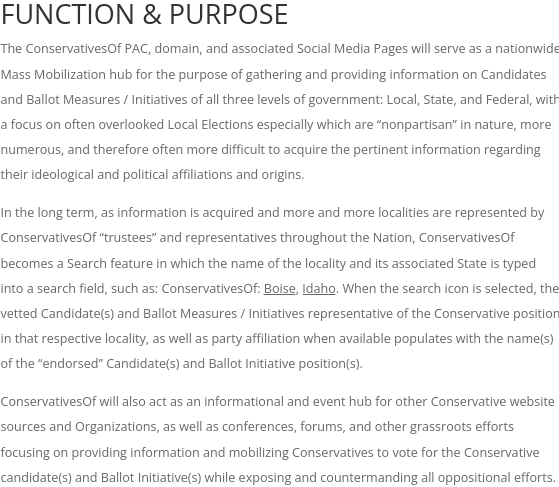 FUNCTION & PURPOSE
The ConservativesOf PAC, domain, and associated Social Media Pages will serve as a nationwide
Mass Mobilization hub for the purpose of gathering and providing information on Candidates
and Ballot Measures / Initiatives of all three levels of government: Local, State, and Federal, with
a focus on often overlooked Local Elections especially which are “nonpartisan” in nature, more
numerous, and therefore often more difficult to acquire the pertinent information regarding
their ideological and political affiliations and origins.
In the long term, as information is acquired and more and more localities are represented by
ConservativesOf “trustees” and representatives throughout the Nation, ConservativesOf
becomes a Search feature in which the name of the locality and its associated State is typed
into a search field, such as: ConservativesOf: Boise, Idaho. When the search icon is selected, the
vetted Candidate(s) and Ballot Measures / Initiatives representative of the Conservative position
in that respective locality, as well as party affiliation when available populates with the name(s)
of the “endorsed” Candidate(s) and Ballot Initiative position(s).
ConservativesOf will also act as an informational and event hub for other Conservative website
sources and Organizations, as well as conferences, forums, and other grassroots efforts
focusing on providing information and mobilizing Conservatives to vote for the Conservative
candidate(s) and Ballot Initiative(s) while exposing and countermanding all oppositional efforts.